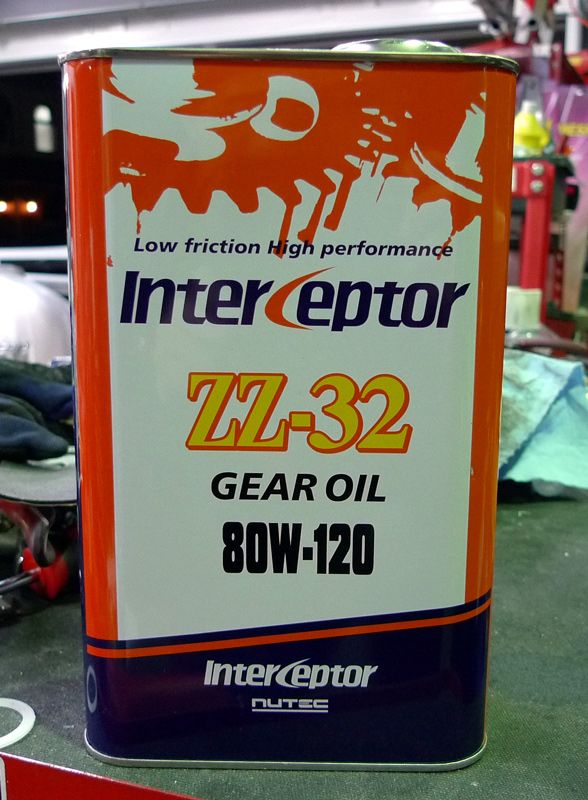 Low friction High performance
Interceptor
ZZ-32
GEAR OIL
80W-120
Interceptor
NUTEC